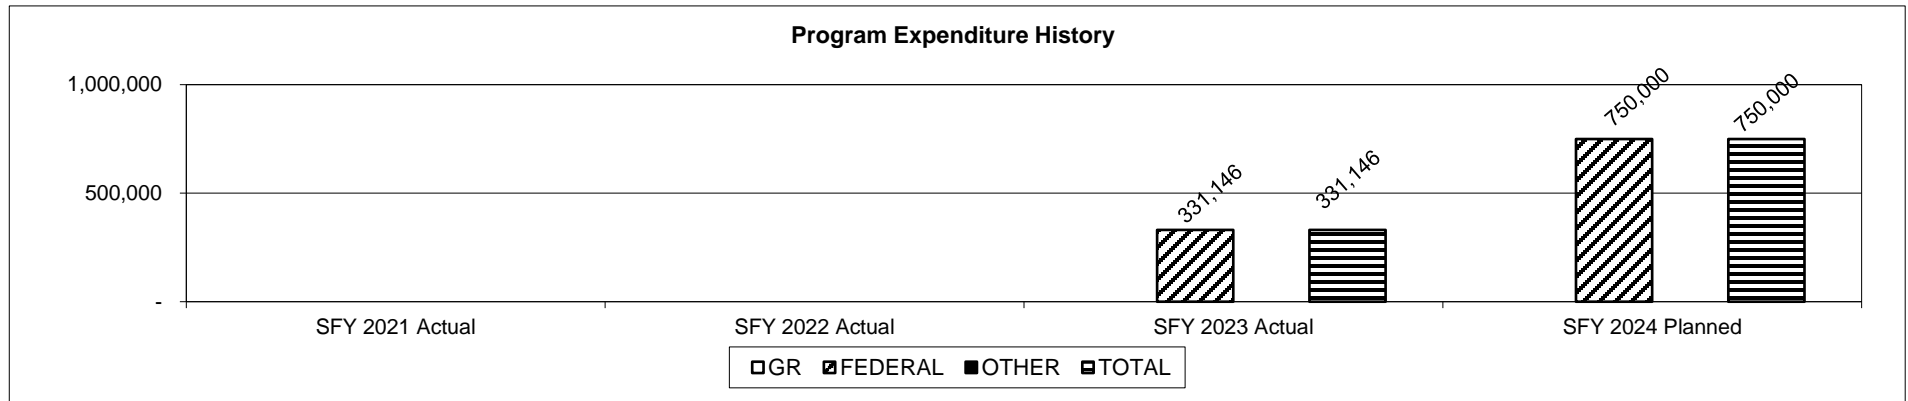 Program Expenditure History
1,000,000
500,000
-
331,146
331,146
750,000
750,000
SFY 2021 Actual
SFY 2022 Actual
SFY 2023 Actual
SFY 2024 Planned
GR FEDERAL OTHER TOTAL